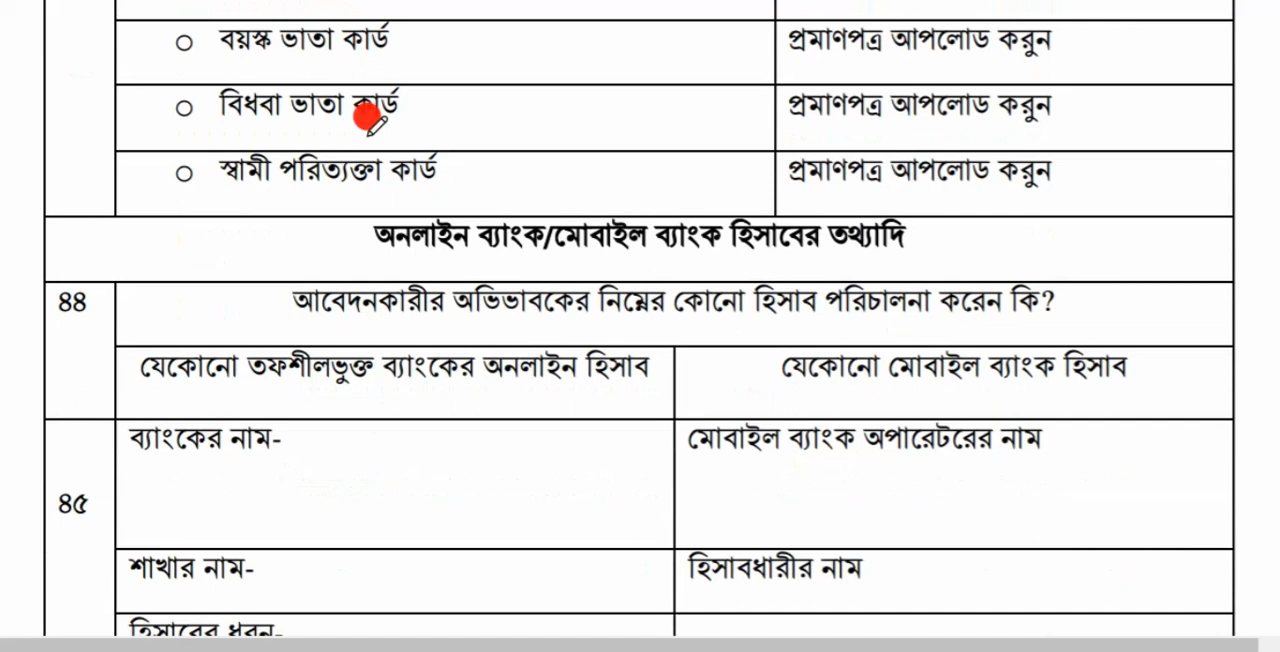 বয়স্ক ভাতা কার্ড প্রমাণপত্র আপলোড করুন
বিধবা ভাতা কার্ড প্রমাণপত্র আপলোড করুন
স্বামী পরিত্যক্তা কার্ড প্রমাণপত্র আপলোড করুন
অনলাইন ব্যাংক/মোবাইল ব্যাংক হিসাবের তথ্যাদি
৪৪ আবেদনকারীর অভিভাবকের নিম্নের কোনো হিসাব পরিচালনা করেন কি?
যেকোনো তফশীলভুক্ত ব্যাংকের অনলাইন হিসাব যেকোনো মোবাইল ব্যাংক হিসাব
ব্যাংকের নাম- মোবাইল ব্যাংক অপারেটরের নাম
৪৫
শাখার নাম- হিসাবধারীর নাম
হিসাবের ধরন-